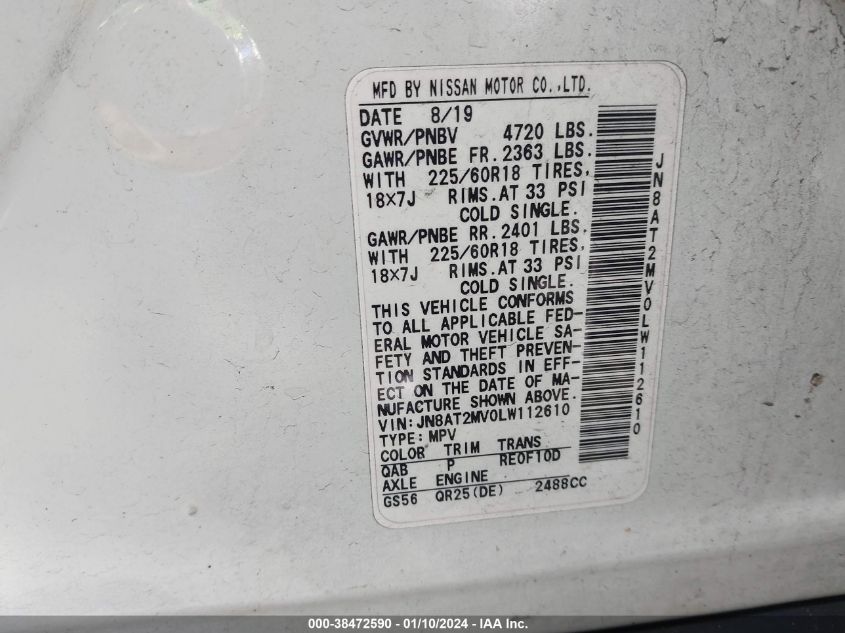 MFD BY NISSAN MOTOR CO.,LTD.
DATE 8/19
GVWR/PNBV 4720 LBS.
GAWR/PNBE FR.2363 LBS.
WITH 225/60R18 TIRES,
18X7J RIMS.AT 33 PSI
COLD SINGLE.
GAWR/PNBE RR.2401 LBS.
WITH 225/60R18 TIRES,
18X7J RIMS.AT 33 PSI
COLD SINGLE.
THIS VEHICLE CONFORMS
TO ALL APPLICABLE FED-
ERAL MOTOR VEHICLE SA-
FETY AND THEFT PREVEN-
TION STANDARDS IN EFF-
ECT ON THE DATE OF MA-
NUFACTURE SHOWN ABOVE.
VIN:JN8AT2MV0LW112610
TYPE:MPV
COLOR TRIM TRANS
QAB P RE0F10D
AXLE ENGINE
GS56 QR25(DE) 2488CC
JN8AT2MV0LW112610
000-38472590 — 01/10/2024 — IAA Inc.